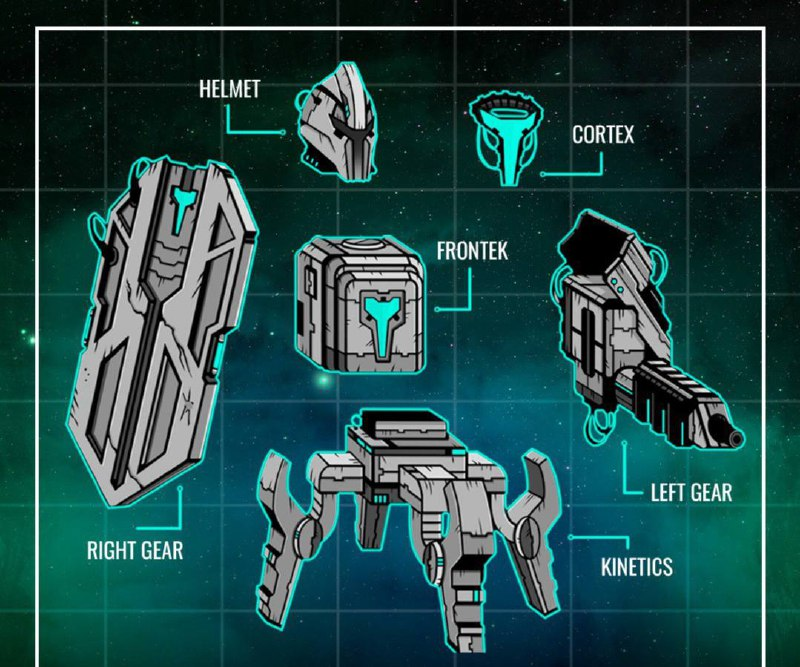 HELMET
CORTEX
FRONTEK
LEFT GEAR
RIGHT GEAR
KINETICS